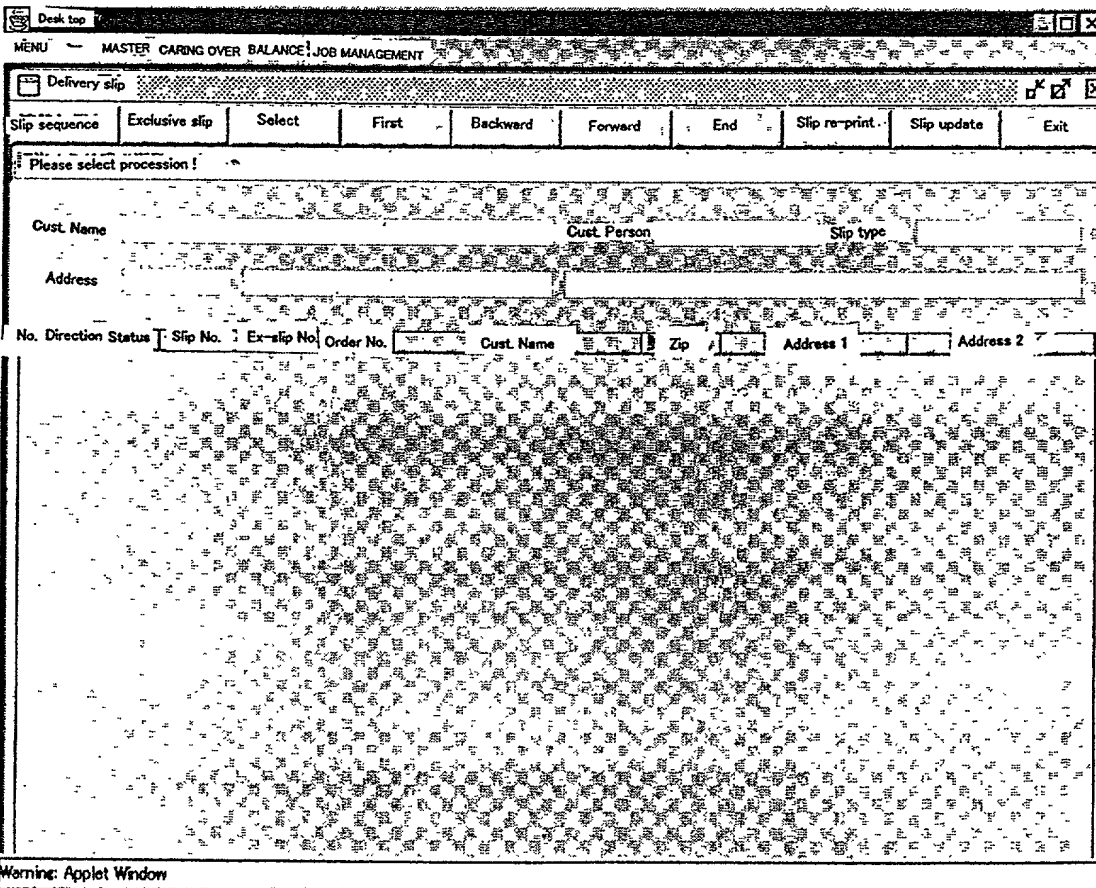 Desk top
MENU MASTER CARING OVER BALANCE JOB MANAGEMENT
Delivery slip
Slip sequence Exclusive slip Select First Backward Forward End Slip re-print Slip update Exit
Please select procession !
Cust. Name Cust. Person Slip type
Address
No. Direction Status Slip No. Ex-slip No. Order No. Cust. Name Zip Address 1 Address 2
Warning: Applet Window